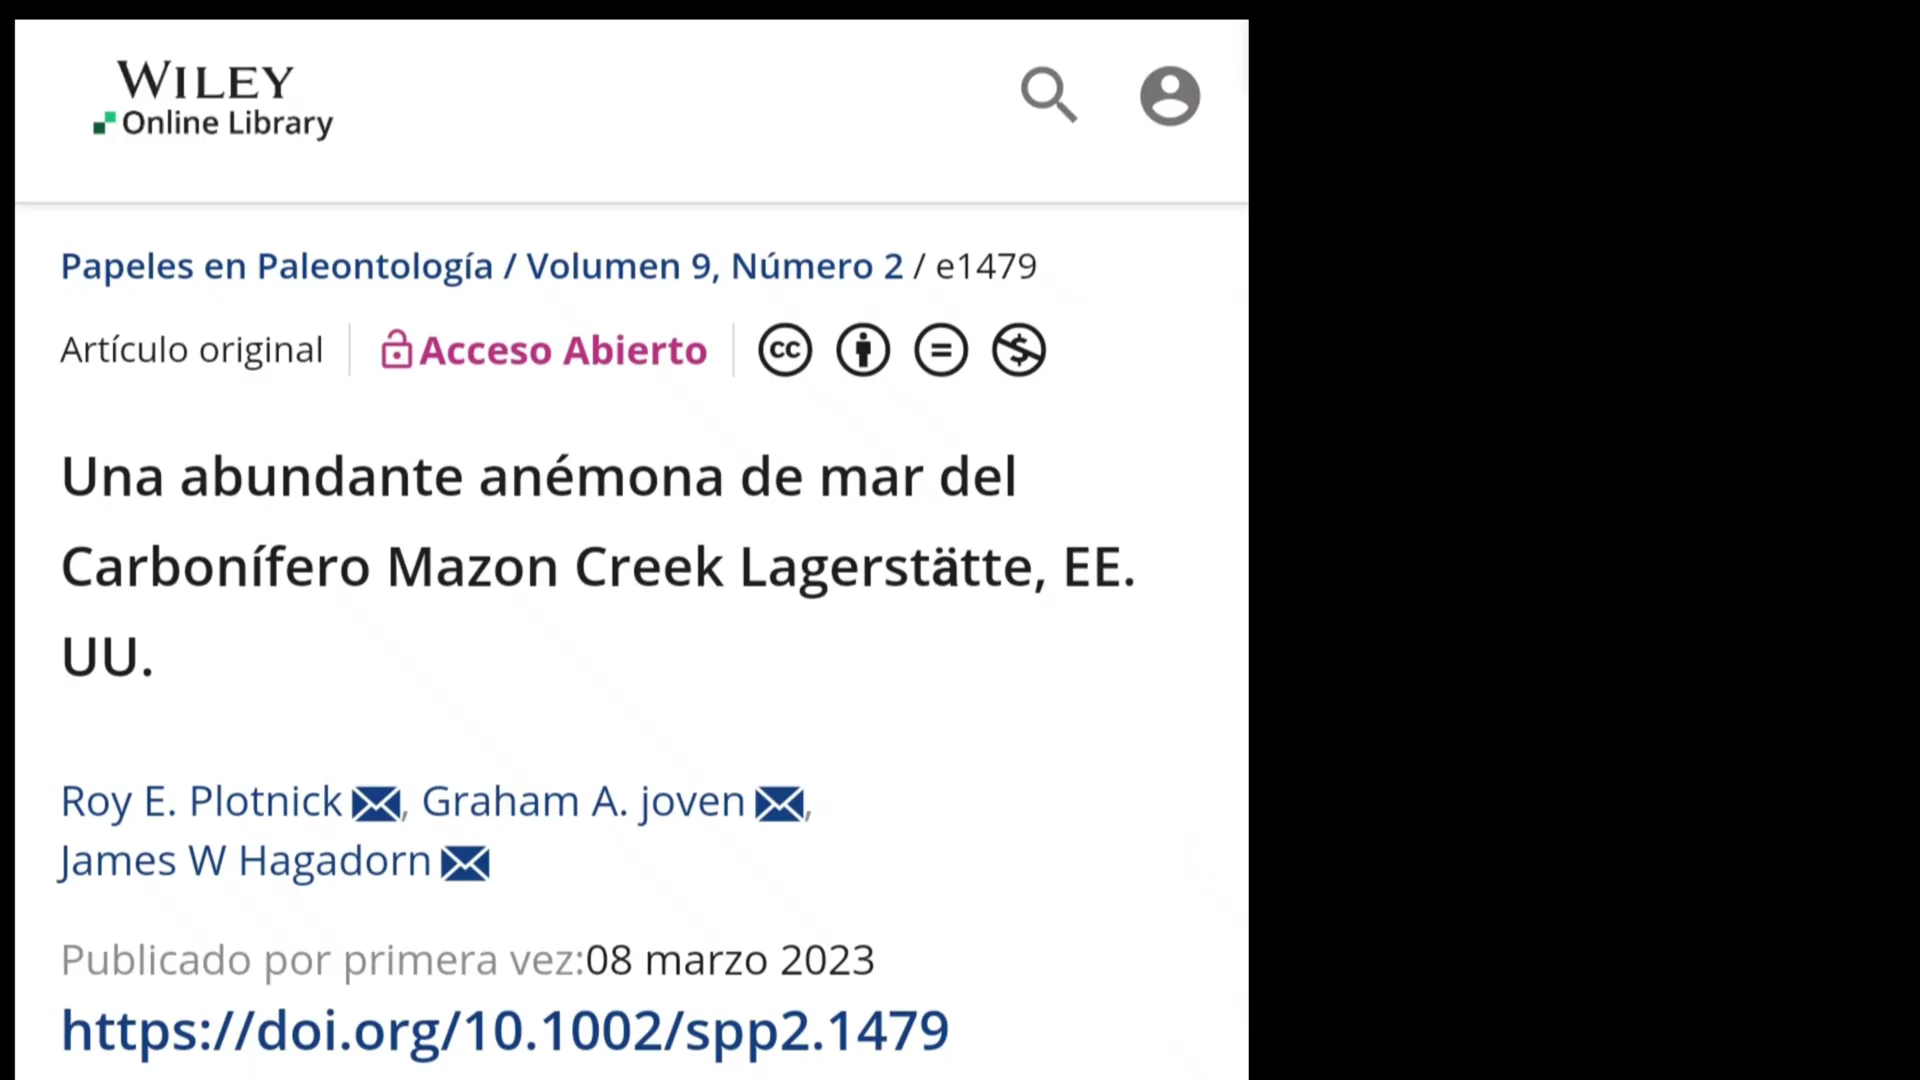 WILEY
Online Library
Papeles en Paleontología / Volumen 9, Número 2 / e1479
Artículo original Acceso Abierto cc = $
Una abundante anémona de mar del
Carbonífero Mazon Creek Lagerstätte, EE.
UU.
Roy E. Plotnick, Graham A. joven,
James W Hagadorn
Publicado por primera vez:08 marzo 2023
https://doi.org/10.1002/spp2.1479